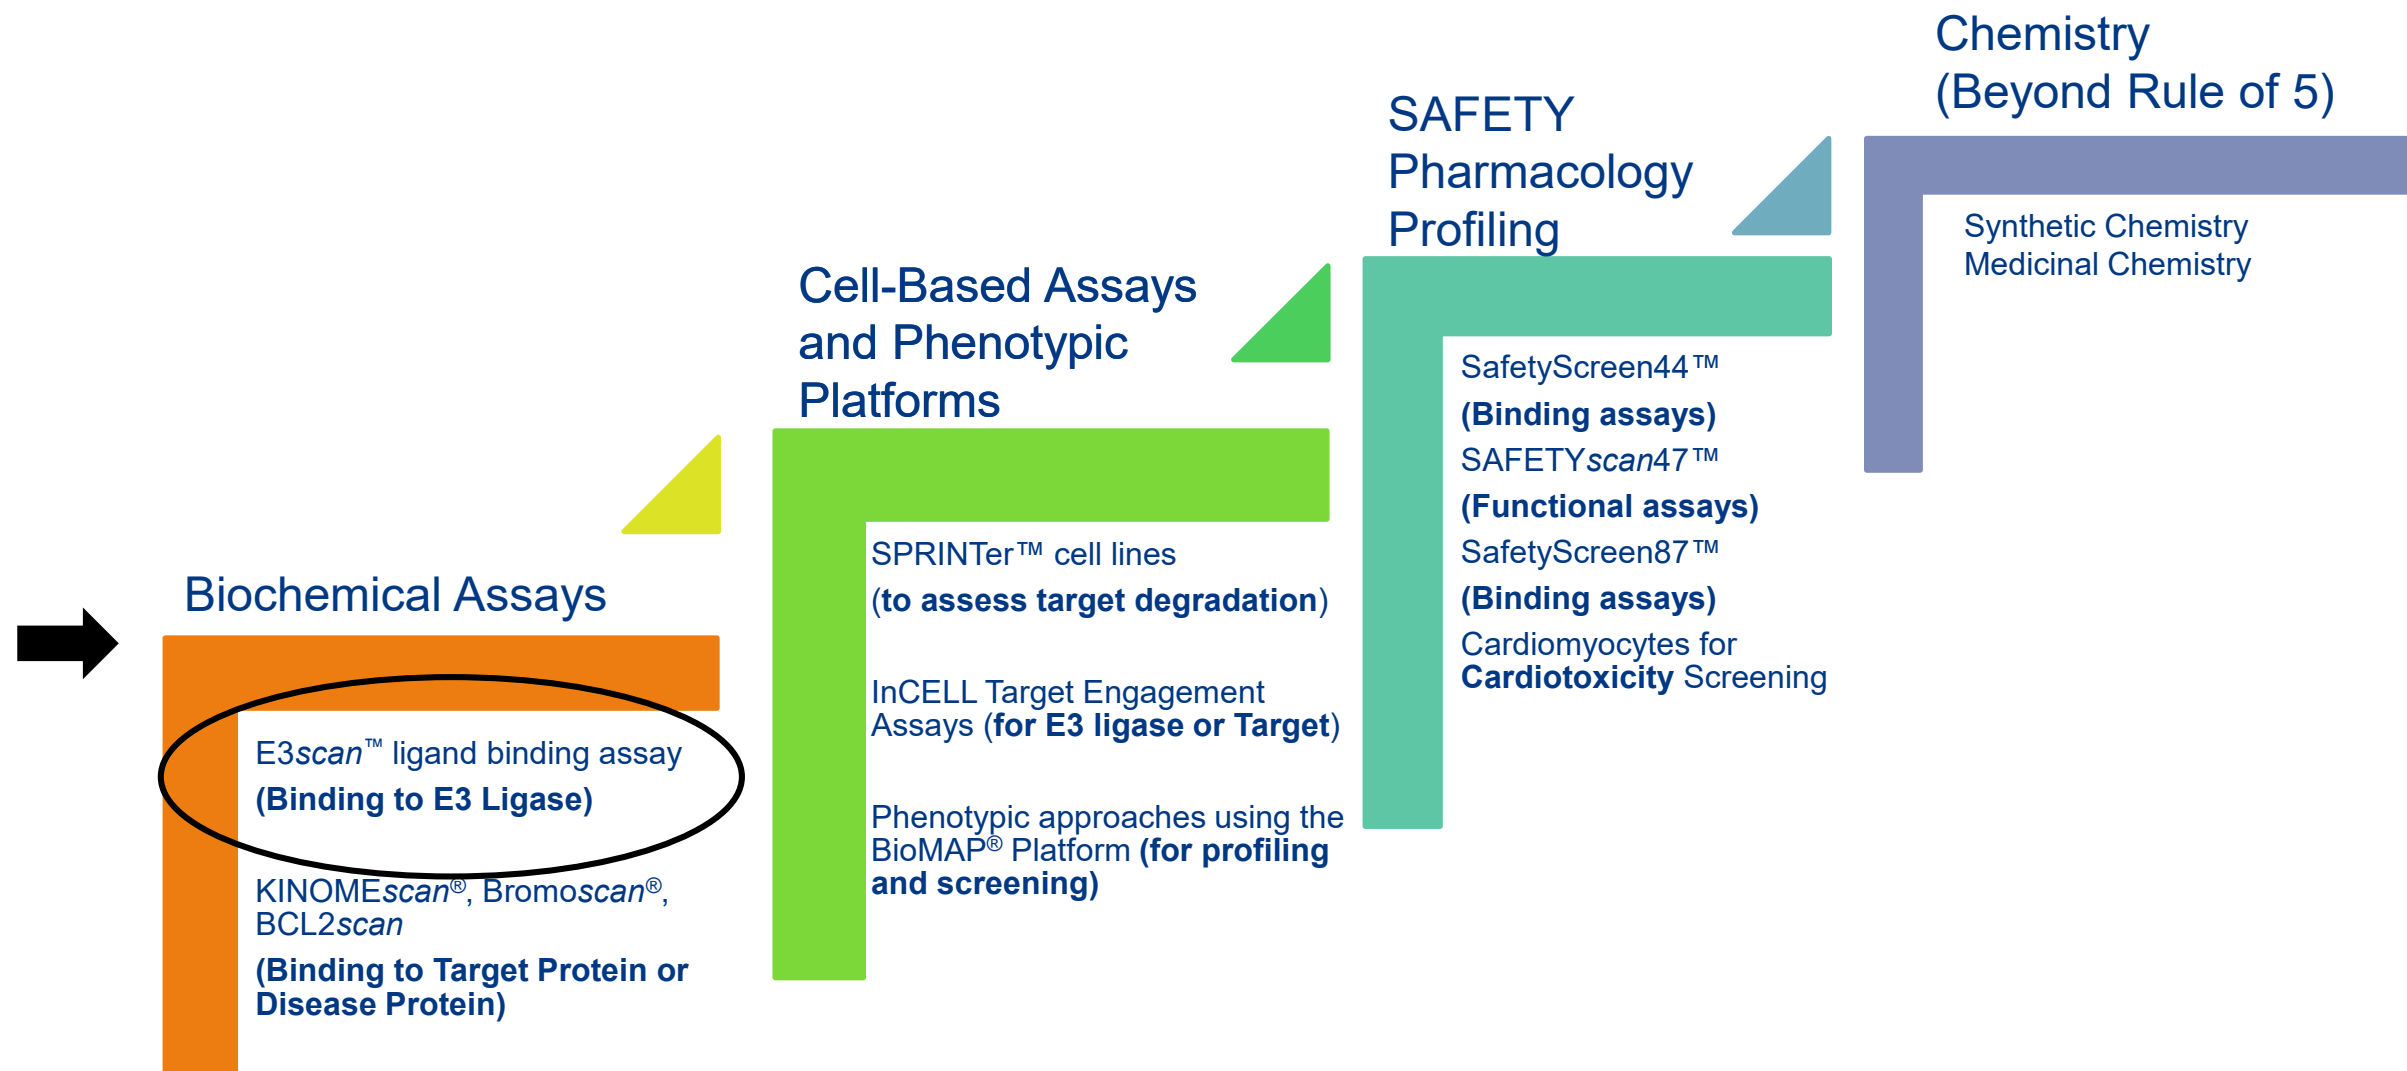 Biochemical Assays
E3scan™ ligand binding assay
(Binding to E3 Ligase)
KINOMEscan®, Bromoscan®,
BCL2scan
(Binding to Target Protein or
Disease Protein)
Cell-Based Assays
and Phenotypic
Platforms
SPRINTer™ cell lines
(to assess target degradation)
InCELL Target Engagement
Assays (for E3 ligase or Target)
Phenotypic approaches using the
BioMAP® Platform (for profiling
and screening)
SAFETY
Pharmacology
Profiling
SafetyScreen44™
(Binding assays)
SAFETYscan47™
(Functional assays)
SafetyScreen87™
(Binding assays)
Cardiomyocytes for
Cardiotoxicity Screening
Chemistry
(Beyond Rule of 5)
Synthetic Chemistry
Medicinal Chemistry